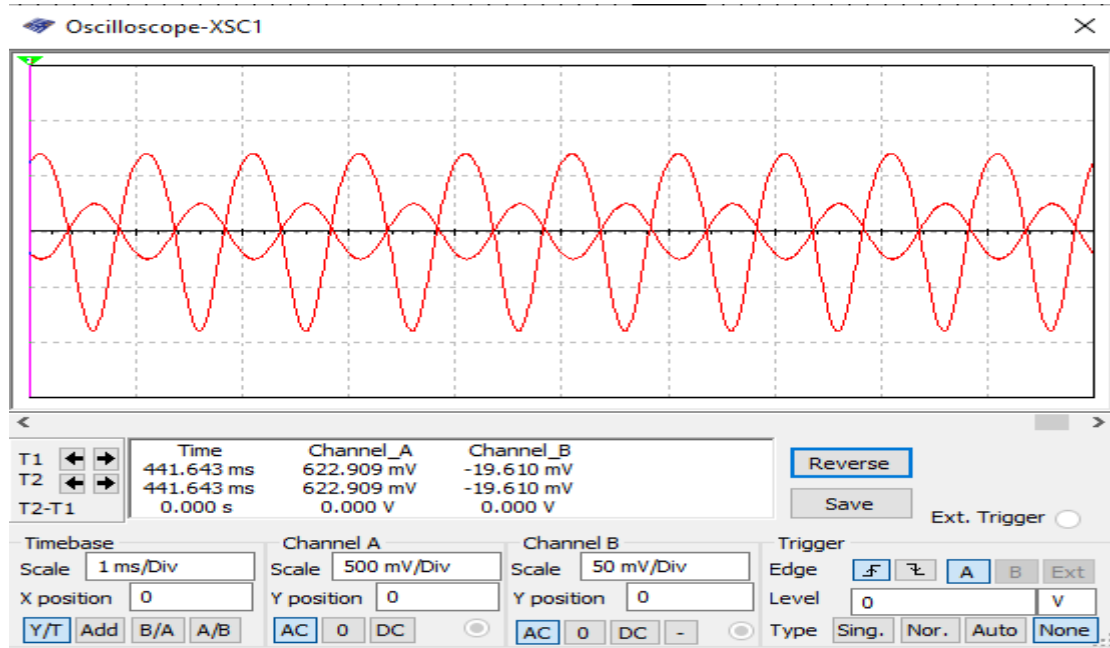 Oscilloscope-XSC1
Time Channel_A Channel_B
T1 441.643 ms 622.909 mV -19.610 mV
T2 441.643 ms 622.909 mV -19.610 mV
T2-T1 0.000 s 0.000 V 0.000 V
Reverse
Save
Ext. Trigger
Timebase
Scale 1 ms/Div
X position 0
Y/T Add B/A A/B
Channel A
Scale 500 mV/Div
Y position 0
AC 0 DC
Channel B
Scale 50 mV/Div
Y position 0
AC 0 DC -
Trigger
Edge A B Ext
Level 0 V
Type Sing. Nor. Auto None